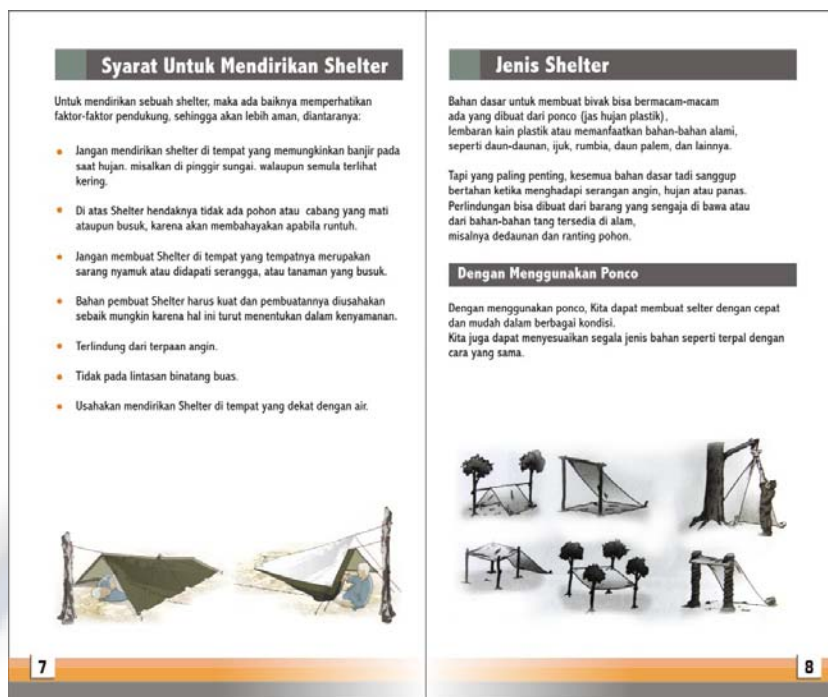 Syarat Untuk Mendirikan Shelter
Untuk mendirikan sebuah shelter, maka ada baiknya memperhatikan
faktor-faktor pendukung, sehingga akan lebih aman, diantaranya:
Jangan mendirikan shelter di tempat yang memungkinkan banjir pada
saat hujan. misalkan di pinggir sungai. walaupun semula terlihat
kering.
Di atas Shelter hendaknya tidak ada pohon atau cabang yang mati
ataupun busuk, karena akan membahayakan apabila runtuh.
Jangan membuat Shelter di tempat yang tempatnya merupakan
sarang nyamuk atau didapati serangga, atau tanaman yang busuk.
Bahan pembuat Shelter harus kuat dan pembuatannya diusahakan
sebaik mungkin karena hal ini turut menentukan dalam kenyamanan.
Terlindung dari terpaan angin.
Tidak pada lintasan binatang buas.
Usahakan mendirikan Shelter di tempat yang dekat dengan air.
7
Jenis Shelter
Bahan dasar untuk membuat bivak bisa bermacam-macam
ada yang dibuat dari ponco (jas hujan plastik),
lembaran kain plastik atau memanfaatkan bahan-bahan alami,
seperti daun-daunan, ijuk, rumbia, daun palem, dan lainnya.
Tapi yang paling penting, kesemua bahan dasar tadi sanggup
bertahan ketika menghadapi serangan angin, hujan atau panas.
Perlindungan bisa dibuat dari barang yang sengaja di bawa atau
dari bahan-bahan tang tersedia di alam,
misalnya dedaunan dan ranting pohon.
Dengan Menggunakan Ponco
Dengan menggunakan ponco, Kita dapat membuat selter dengan cepat
dan mudah dalam berbagai kondisi.
Kita juga dapat menyesuaikan segala jenis bahan seperti terpal dengan
cara yang sama.
8